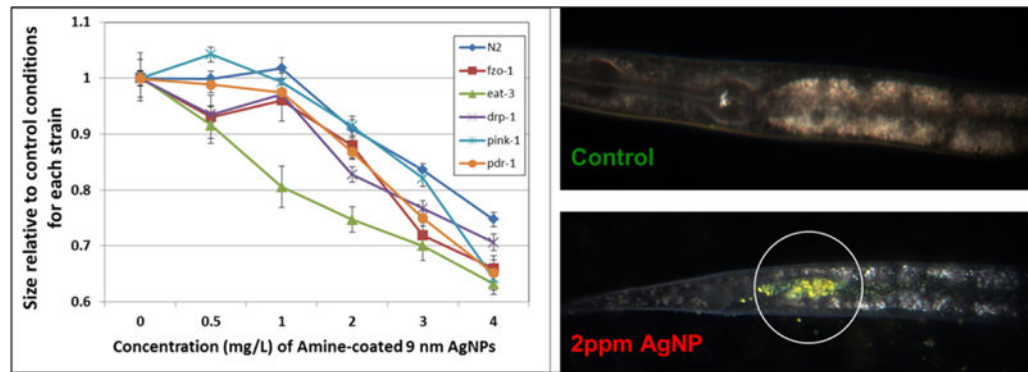 Size relative to control conditions
for each strain
1.1
1
0.9
0.8
0.7
0.6
0
0.5
1
2
3
4
Concentration (mg/L) of Amine-coated 9 nm AgNPs
N2
fzo-1
eat-3
drp-1
pink-1
pdr-1
Control
2ppm AgNP